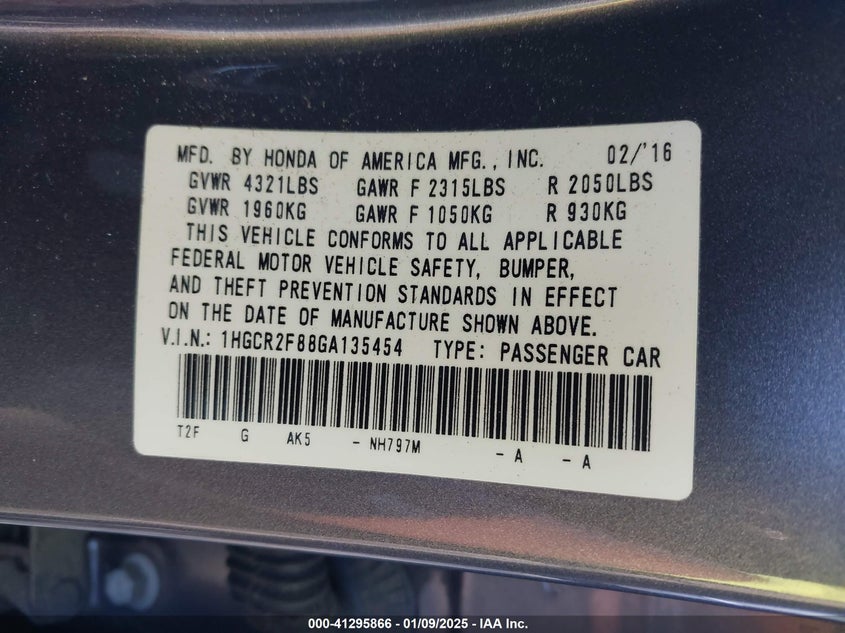 MFD. BY HONDA OF AMERICA MFG., INC. 02/'16
GVWR 4321LBS GAWR F 2315LBS R 2050LBS
GVWR 1960KG GAWR F 1050KG R 930KG
THIS VEHICLE CONFORMS TO ALL APPLICABLE
FEDERAL MOTOR VEHICLE SAFETY, BUMPER,
AND THEFT PREVENTION STANDARDS IN EFFECT
ON THE DATE OF MANUFACTURE SHOWN ABOVE.
V.I.N.: 1HGCR2F88GA135454 TYPE: PASSENGER CAR
T2F G AK5 - NH797M - A - A
000-41295866 / 01/09/2025 / IAA Inc.